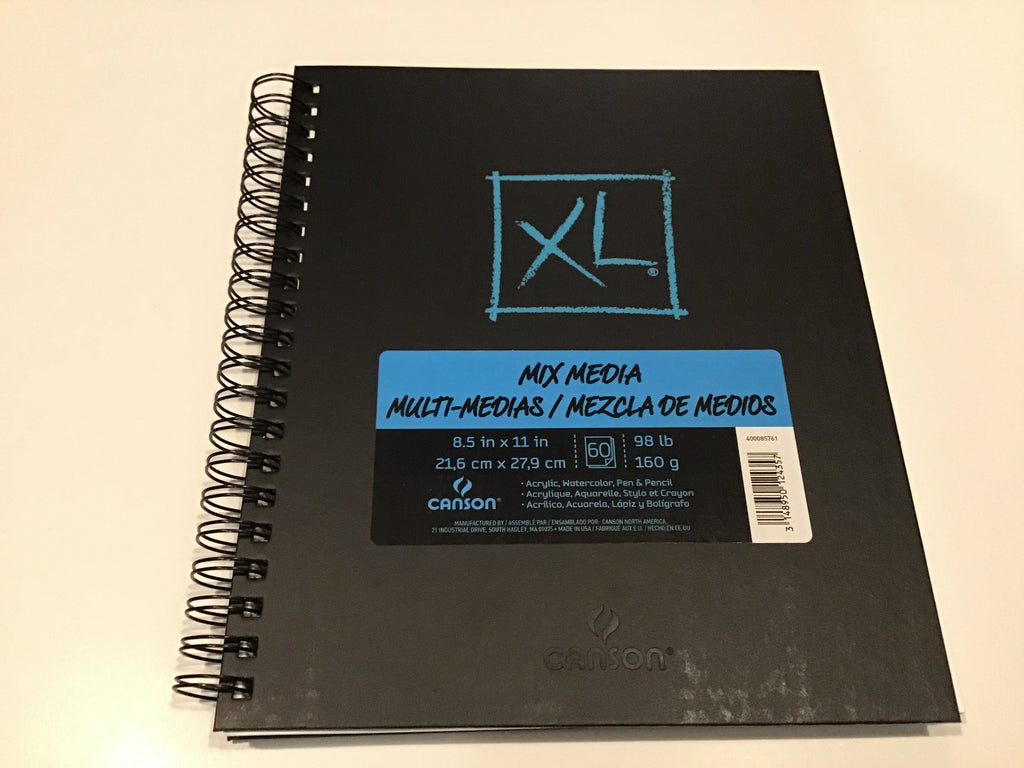 XL®
MIX MEDIA
MULTI-MEDIAS / MEZCLA DE MEDIOS
8.5 in x 11 in
21,6 cm x 27,9 cm
60
98 lb
160 g
400085761
CANSON®
• Acrylic, Watercolor, Pen & Pencil
• Acrylique, Aquarelle, Stylo et Crayon
• Acrílico, Acuarela, Lápiz y Bolígrafo
MANUFACTURED BY / ASSEMBLÉ PAR / ENSAMBLADO POR: CANSON NORTH AMERICA,
21 INDUSTRIAL DRIVE, SOUTH HADLEY, MA 01075 • MADE IN USA / FABRIQUÉ AUX É.U. / HECHO EN EE.UU
3 148950 124357
CANSON®